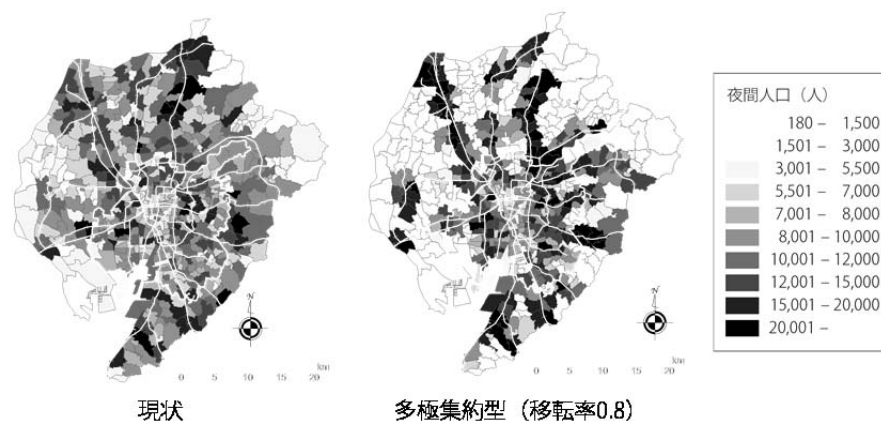 N
km
0 5 10 15 20
現状
N
km
0 5 10 15 20
多極集約型（移転率0.8）
夜間人口（人）
180 – 1,500
1,501 – 3,000
3,001 – 5,500
5,501 – 7,000
7,001 – 8,000
8,001 – 10,000
10,001 – 12,000
12,001 – 15,000
15,001 – 20,000
20,001 –